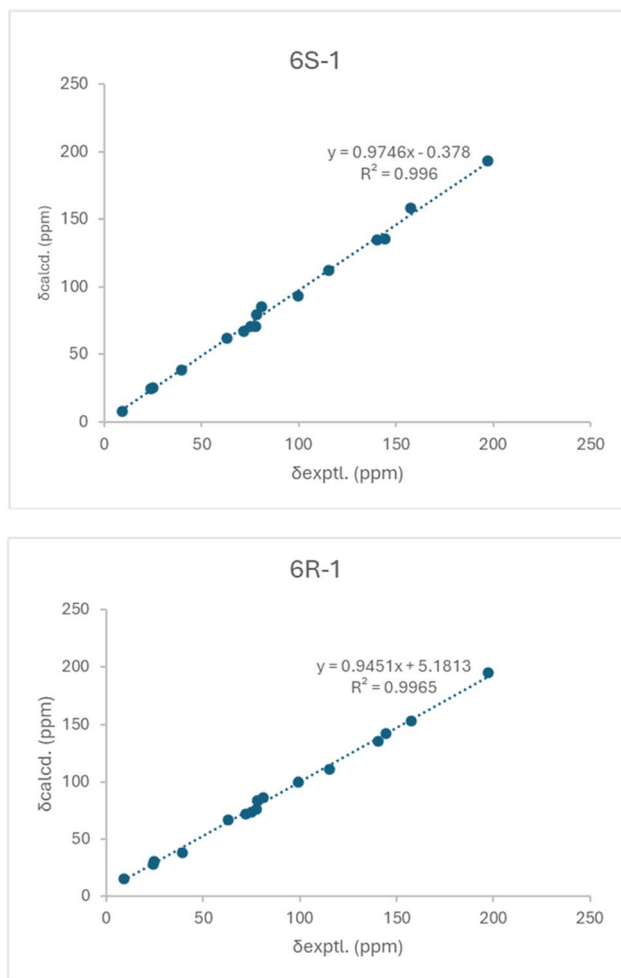 6S-1
250
200
150
100
50
0
y = 0.9746x - 0.378
R² = 0.996
δcalcd. (ppm)
0 50 100 150 200 250
δexptl. (ppm)
6R-1
250
200
150
100
50
0
y = 0.9451x + 5.1813
R² = 0.9965
δcalcd. (ppm)
0 50 100 150 200 250
δexptl. (ppm)